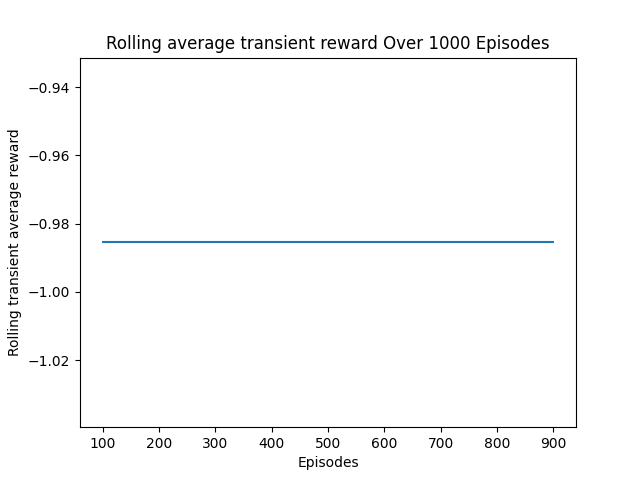 Rolling average transient reward Over 1000 Episodes
−0.94
−0.96
−0.98
−1.00
−1.02
Rolling transient average reward
100 200 300 400 500 600 700 800 900
Episodes